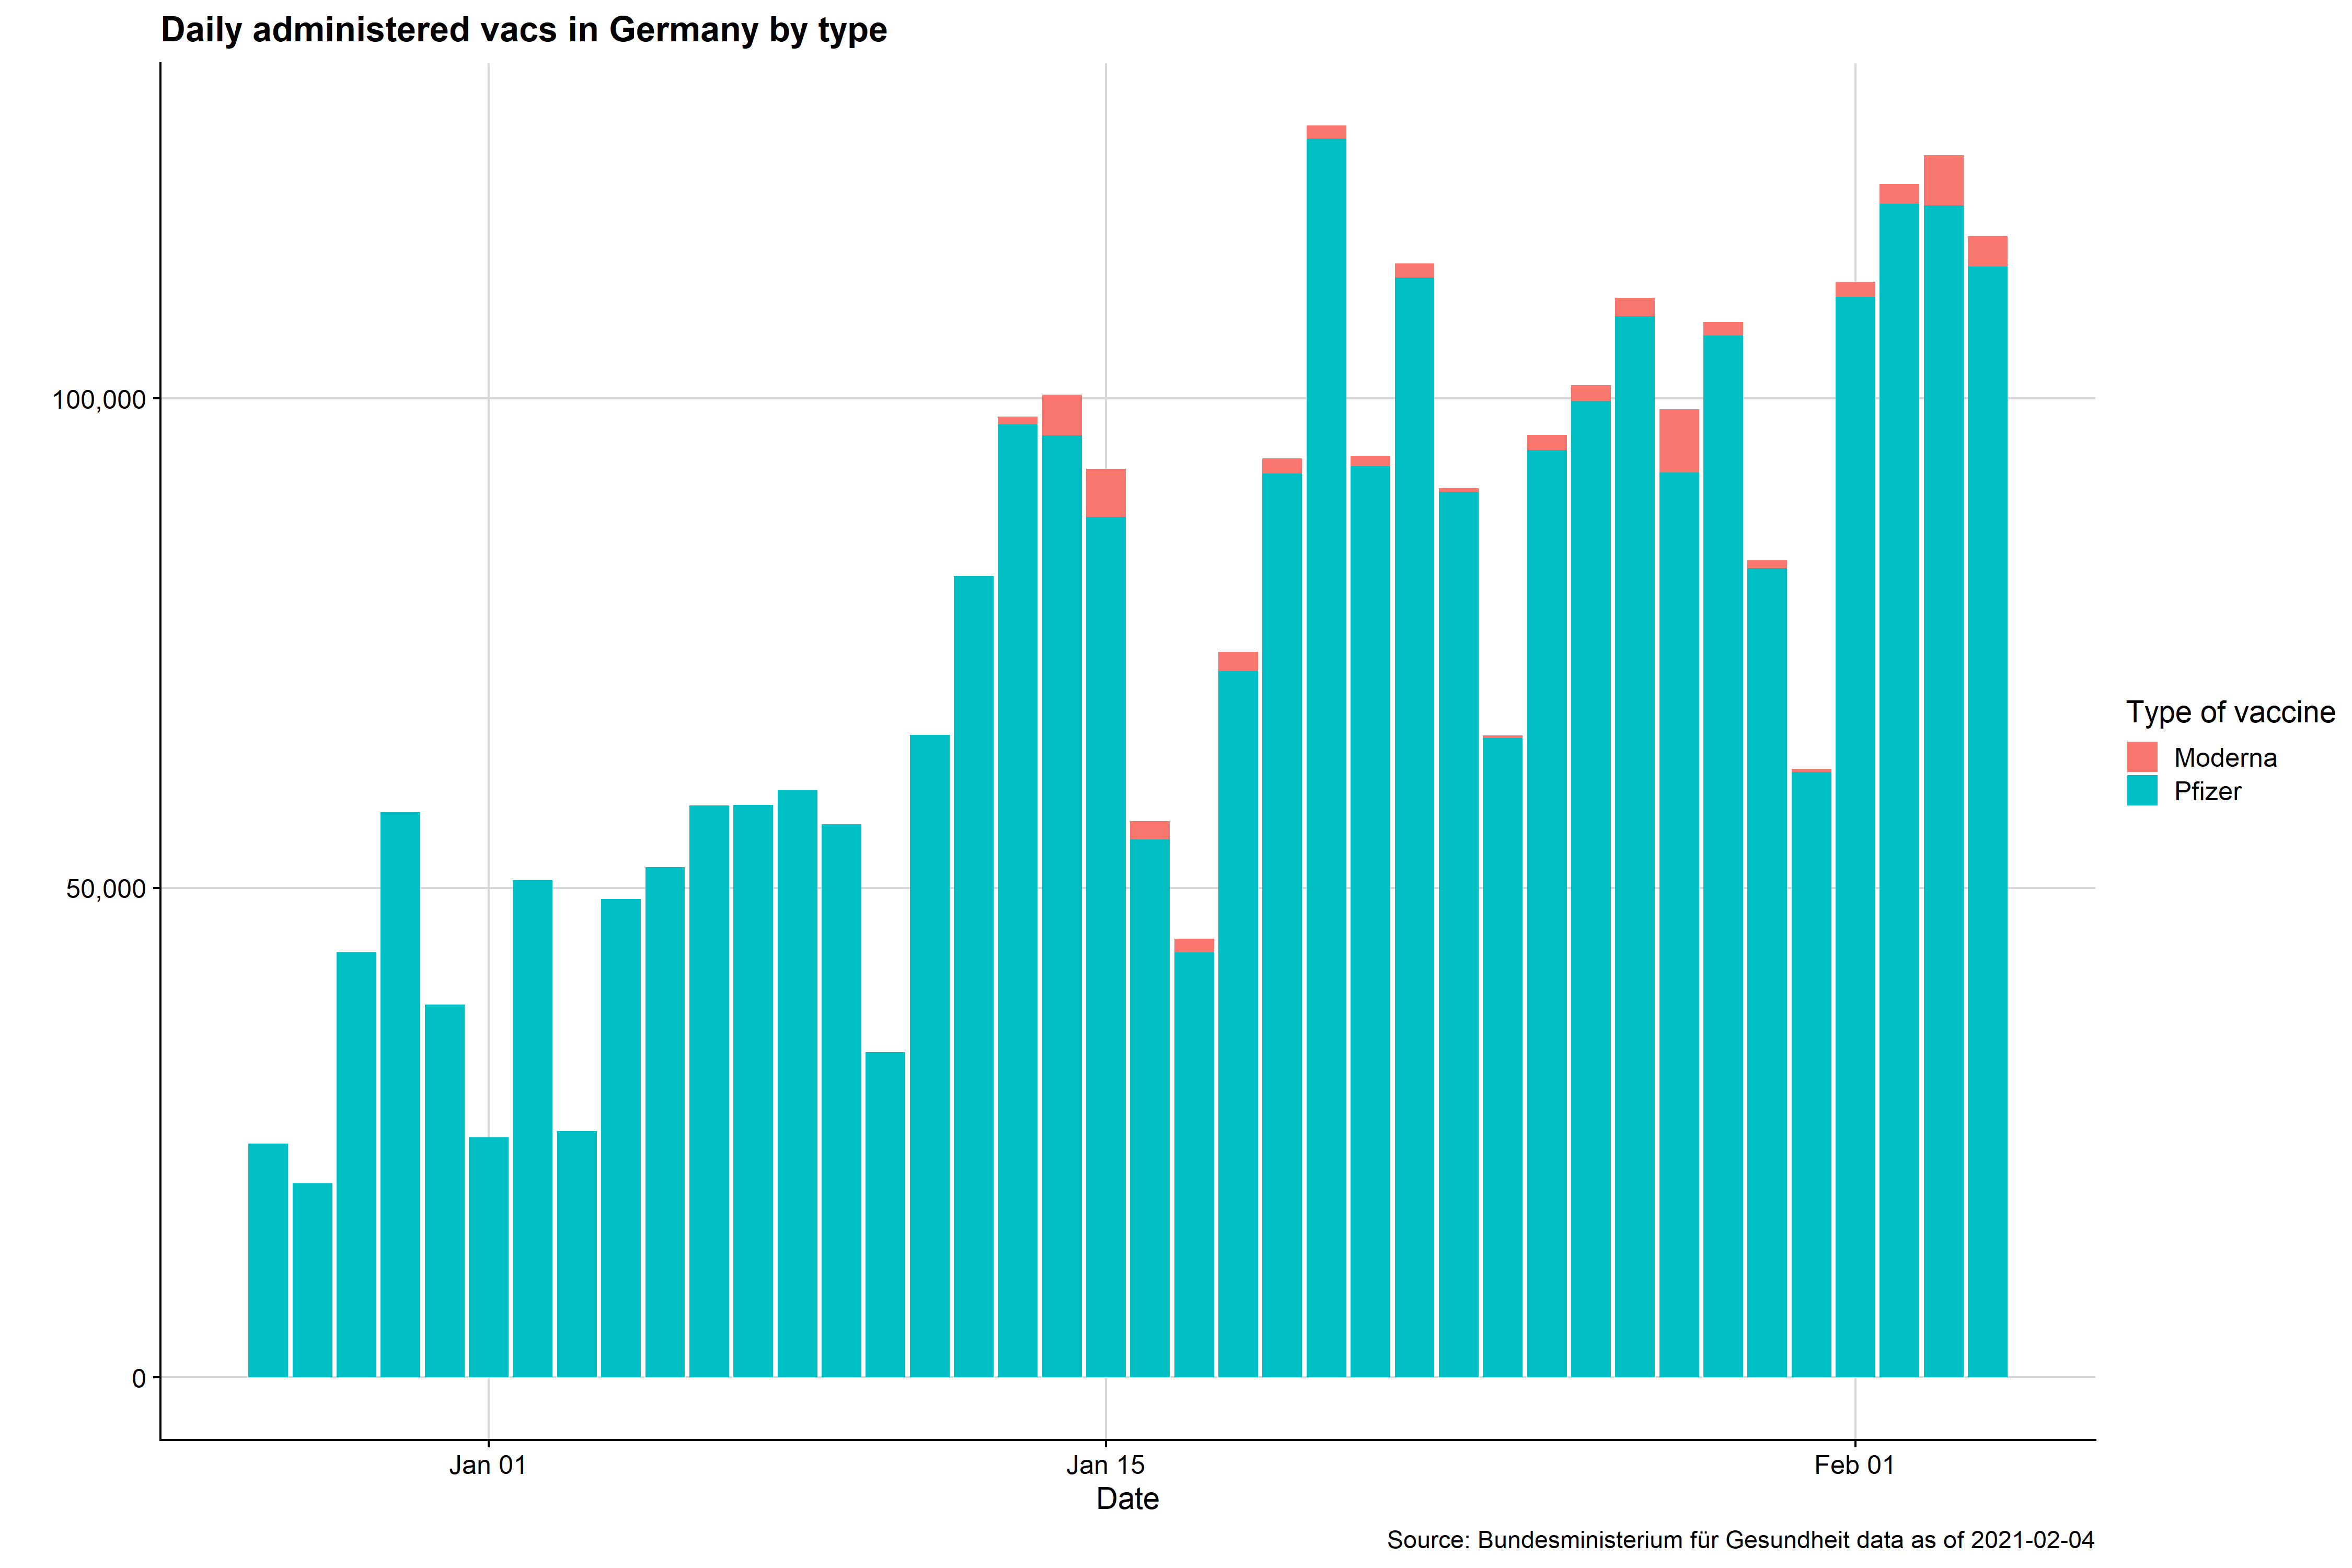 Daily administered vacs in Germany by type
100,000
50,000
0
Jan 01
Jan 15
Feb 01
Date
Type of vaccine
Moderna
Pfizer
Source: Bundesministerium für Gesundheit data as of 2021-02-04